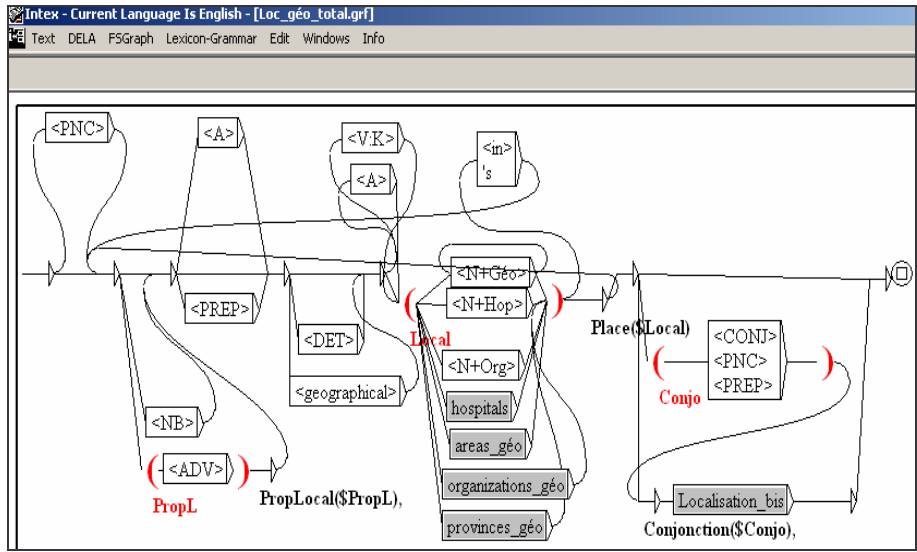 Intex - Current Language Is English - [Loc_géo_total.grf]
Text DELA FSGraph Lexicon-Grammar Edit Windows Info
<PNC>
<A>
<V:K>
<A>
<in>
's
<PREP>
<DET>
<geographical>
<NB>
<ADV>
PropL
PropLocal($PropL),
Local
<N+Géo>
<N+Hop>
<N+Org>
hospitals
areas_géo
organizations_géo
provinces_géo
Place($Local)
<CONJ>
<PNC>
<PREP>
Conjo
Localisation_bis
Conjonction($Conjo),